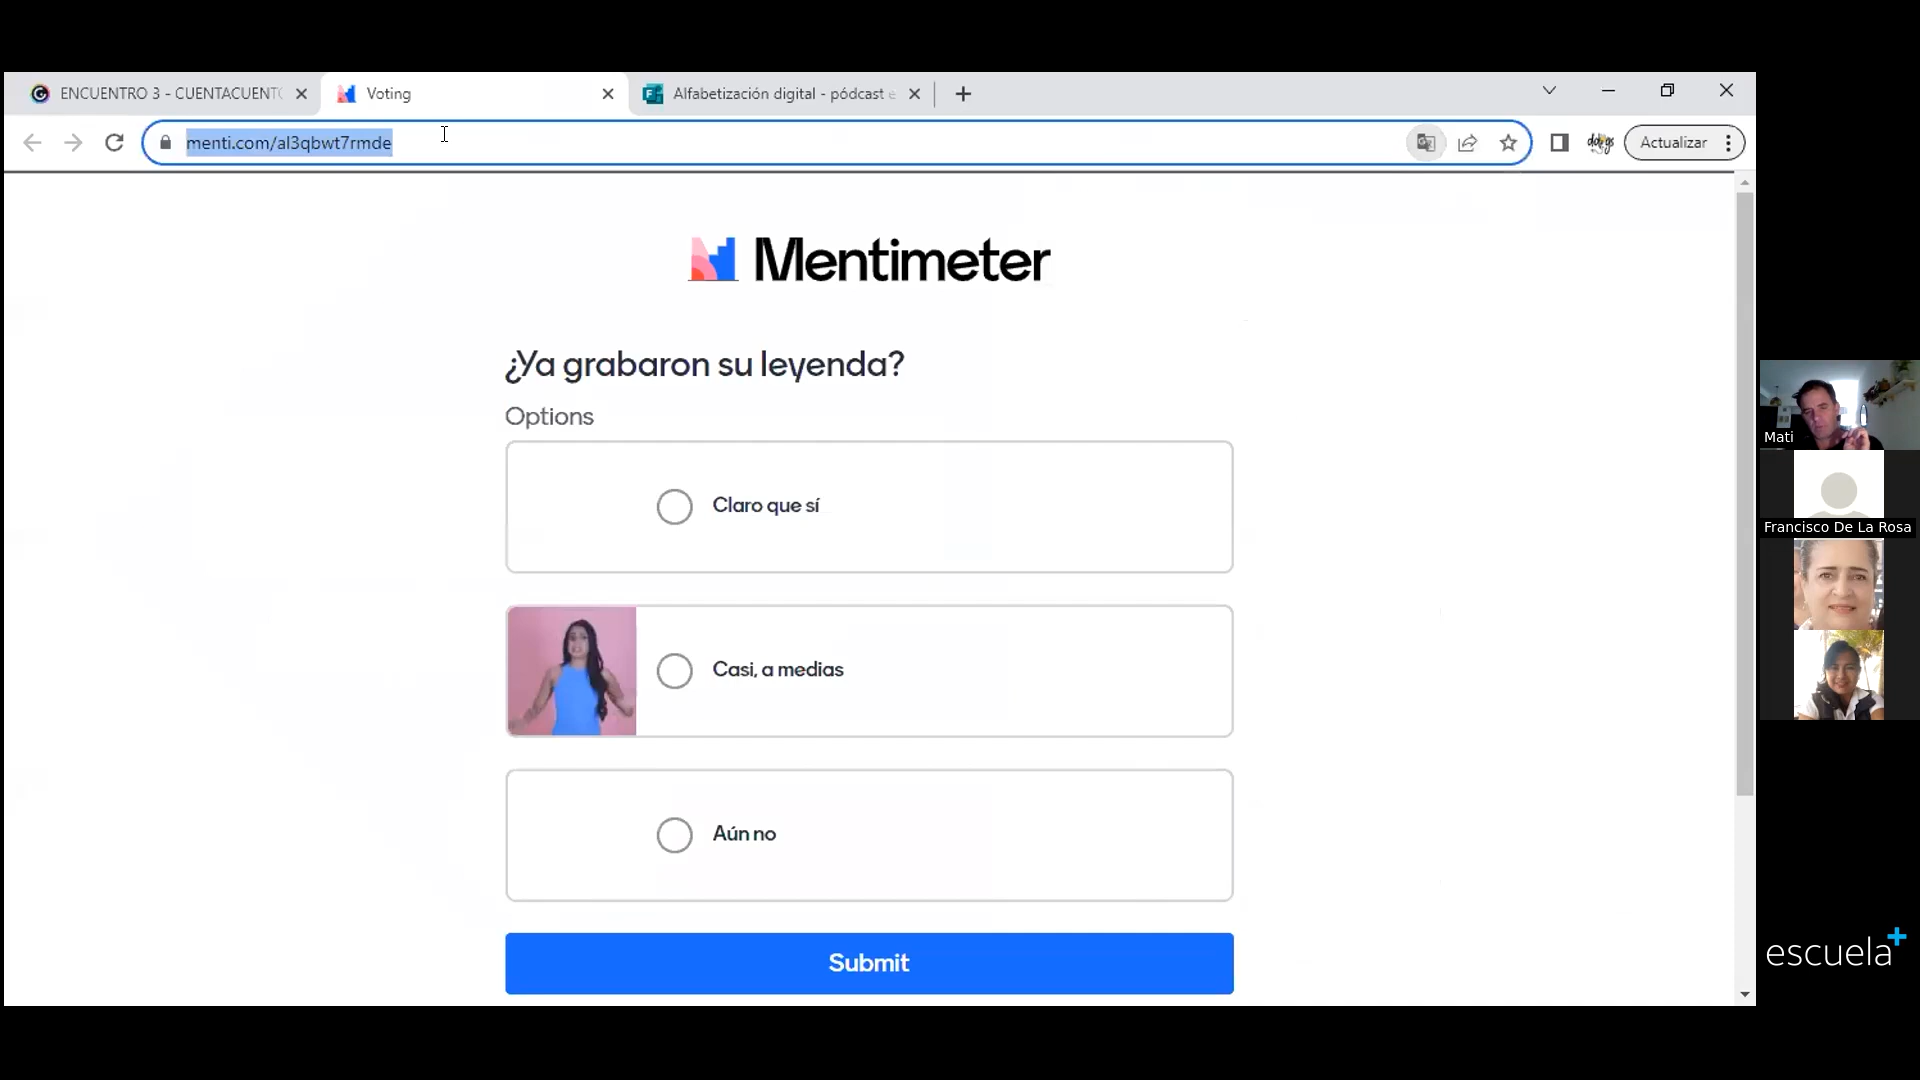 ENCUENTRO 3 - CUENTACUENTO
Voting
Alfabetización digital - pódcast e
menti.com/al3qbwt7rmde
Actualizar
Mentimeter
¿Ya grabaron su leyenda?
Options
Claro que sí
Casi, a medias
Aún no
Submit
Mati
Francisco De La Rosa
escuela+